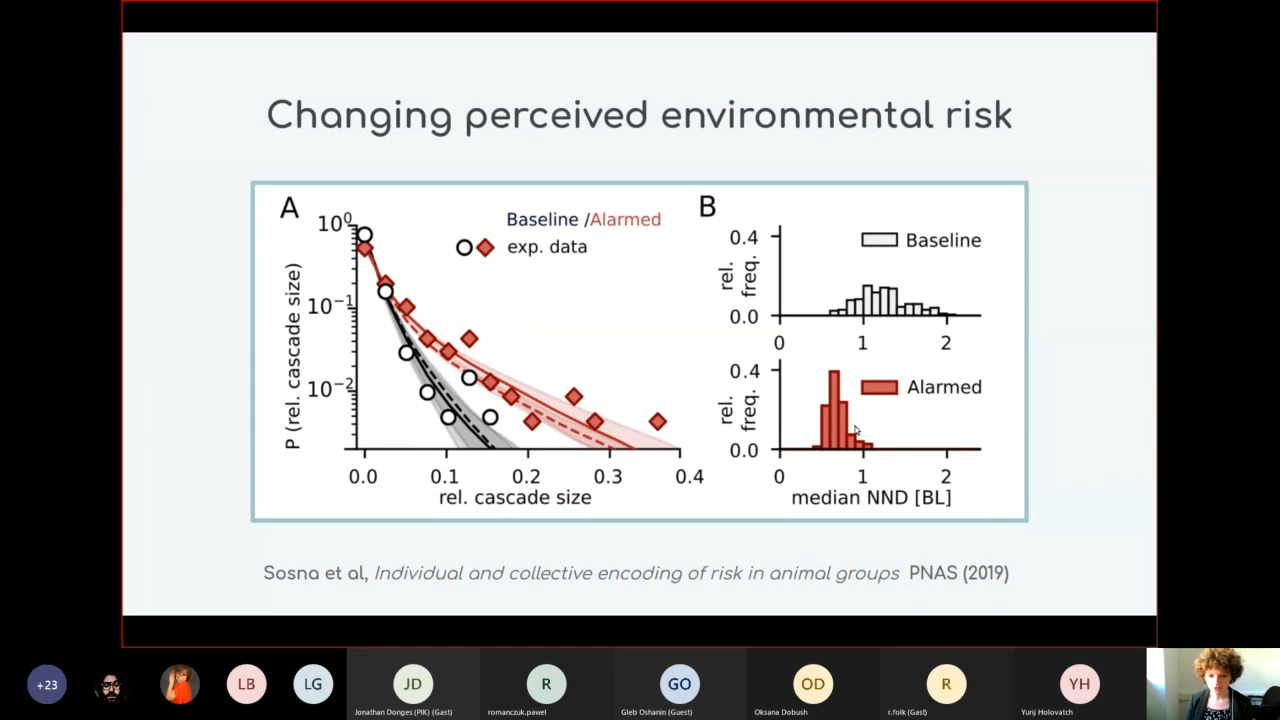 Changing perceived environmental risk
A
10^0
10^-1
10^-2
P (rel. cascade size)
Baseline /Alarmed
exp. data
0.0 0.1 0.2 0.3 0.4
rel. cascade size
B
rel. freq.
0.4
0.0
Baseline
0 1 2
rel. freq.
0.4
0.0
Alarmed
0 1 2
median NND [BL]
Sosna et al, Individual and collective encoding of risk in animal groups PNAS (2019)
+23
LB
LG
JD
R
GO
OD
R
YH
Jonathan Donges (PIK) (Gast)
romanczuk.pawel
Gleb Oshanin (Guest)
Oksana Dobush
r.folk (Gast)
Yurij Holovatch